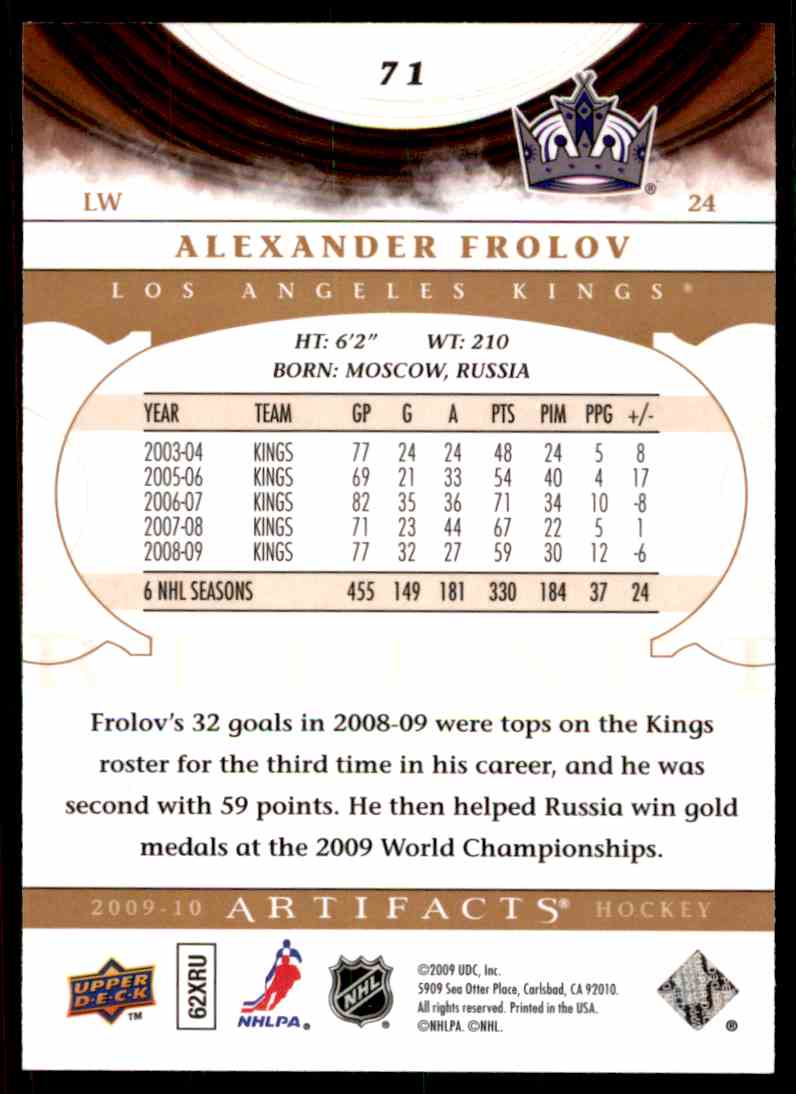 71
LW 24
ALEXANDER FROLOV
LOS ANGELES KINGS®
HT: 6'2" WT: 210
BORN: MOSCOW, RUSSIA
YEAR TEAM GP G A PTS PIM PPG +/-
2003-04 KINGS 77 24 24 48 24 5 8
2005-06 KINGS 69 21 33 54 40 4 17
2006-07 KINGS 82 35 36 71 34 10 -8
2007-08 KINGS 71 23 44 67 22 5 1
2008-09 KINGS 77 32 27 59 30 12 -6
6 NHL SEASONS 455 149 181 330 184 37 24
Frolov's 32 goals in 2008-09 were tops on the Kings
roster for the third time in his career, and he was
second with 59 points. He then helped Russia win gold
medals at the 2009 World Championships.
2009-10 ARTIFACTS® HOCKEY
UPPER
D·E·C·K
TM
62XRU
NHLPA®
NHL
®
©2009 UDC, Inc.
5909 Sea Otter Place, Carlsbad, CA 92010.
All rights reserved. Printed in the USA.
©NHLPA. ©NHL.
®